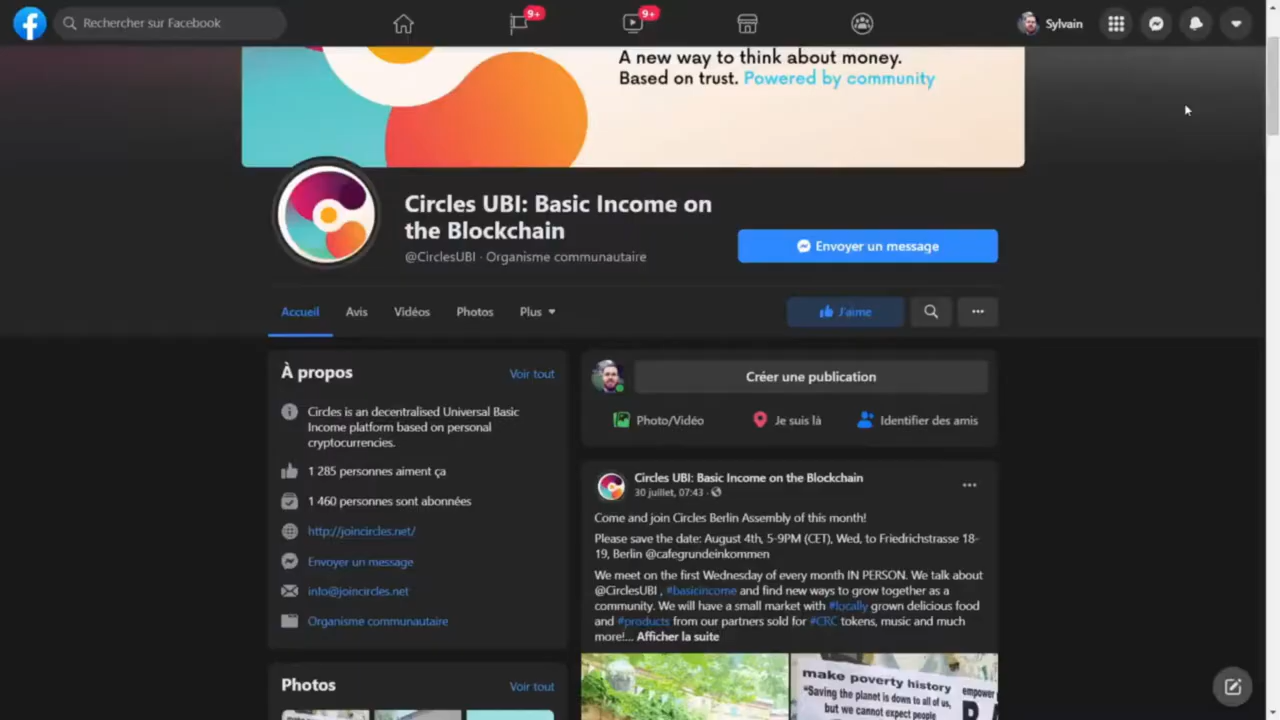 Rechercher sur Facebook
9+
9+
Sylvain
A new way to think about money.
Based on trust. Powered by community
Circles UBI: Basic Income on
the Blockchain
@CirclesUBI · Organisme communautaire
Envoyer un message
Accueil
Avis
Vidéos
Photos
Plus
J'aime
À propos
Voir tout
Circles is an decentralised Universal Basic
Income platform based on personal
cryptocurrencies.
1 285 personnes aiment ça
1 460 personnes sont abonnées
http://joincircles.net/
Envoyer un message
info@joincircles.net
Organisme communautaire
Photos
Voir tout
Créer une publication
Photo/Vidéo
Je suis là
Identifier des amis
Circles UBI: Basic Income on the Blockchain
30 juillet, 07:43 ·
Come and join Circles Berlin Assembly of this month!
Please save the date: August 4th, 5-9PM (CET), Wed, to Friedrichstrasse 18-
19, Berlin @cafegrundeinkommen
We meet on the first Wednesday of every month IN PERSON. We talk about
@CirclesUBI , #basicincome and find new ways to grow together as a
community. We will have a small market with #locally grown delicious food
and #products from our partners sold for #CRC tokens, music and much
more!... Afficher la suite
make poverty history
"Saving the planet is down to all of us,
but we cannot expect people
empower